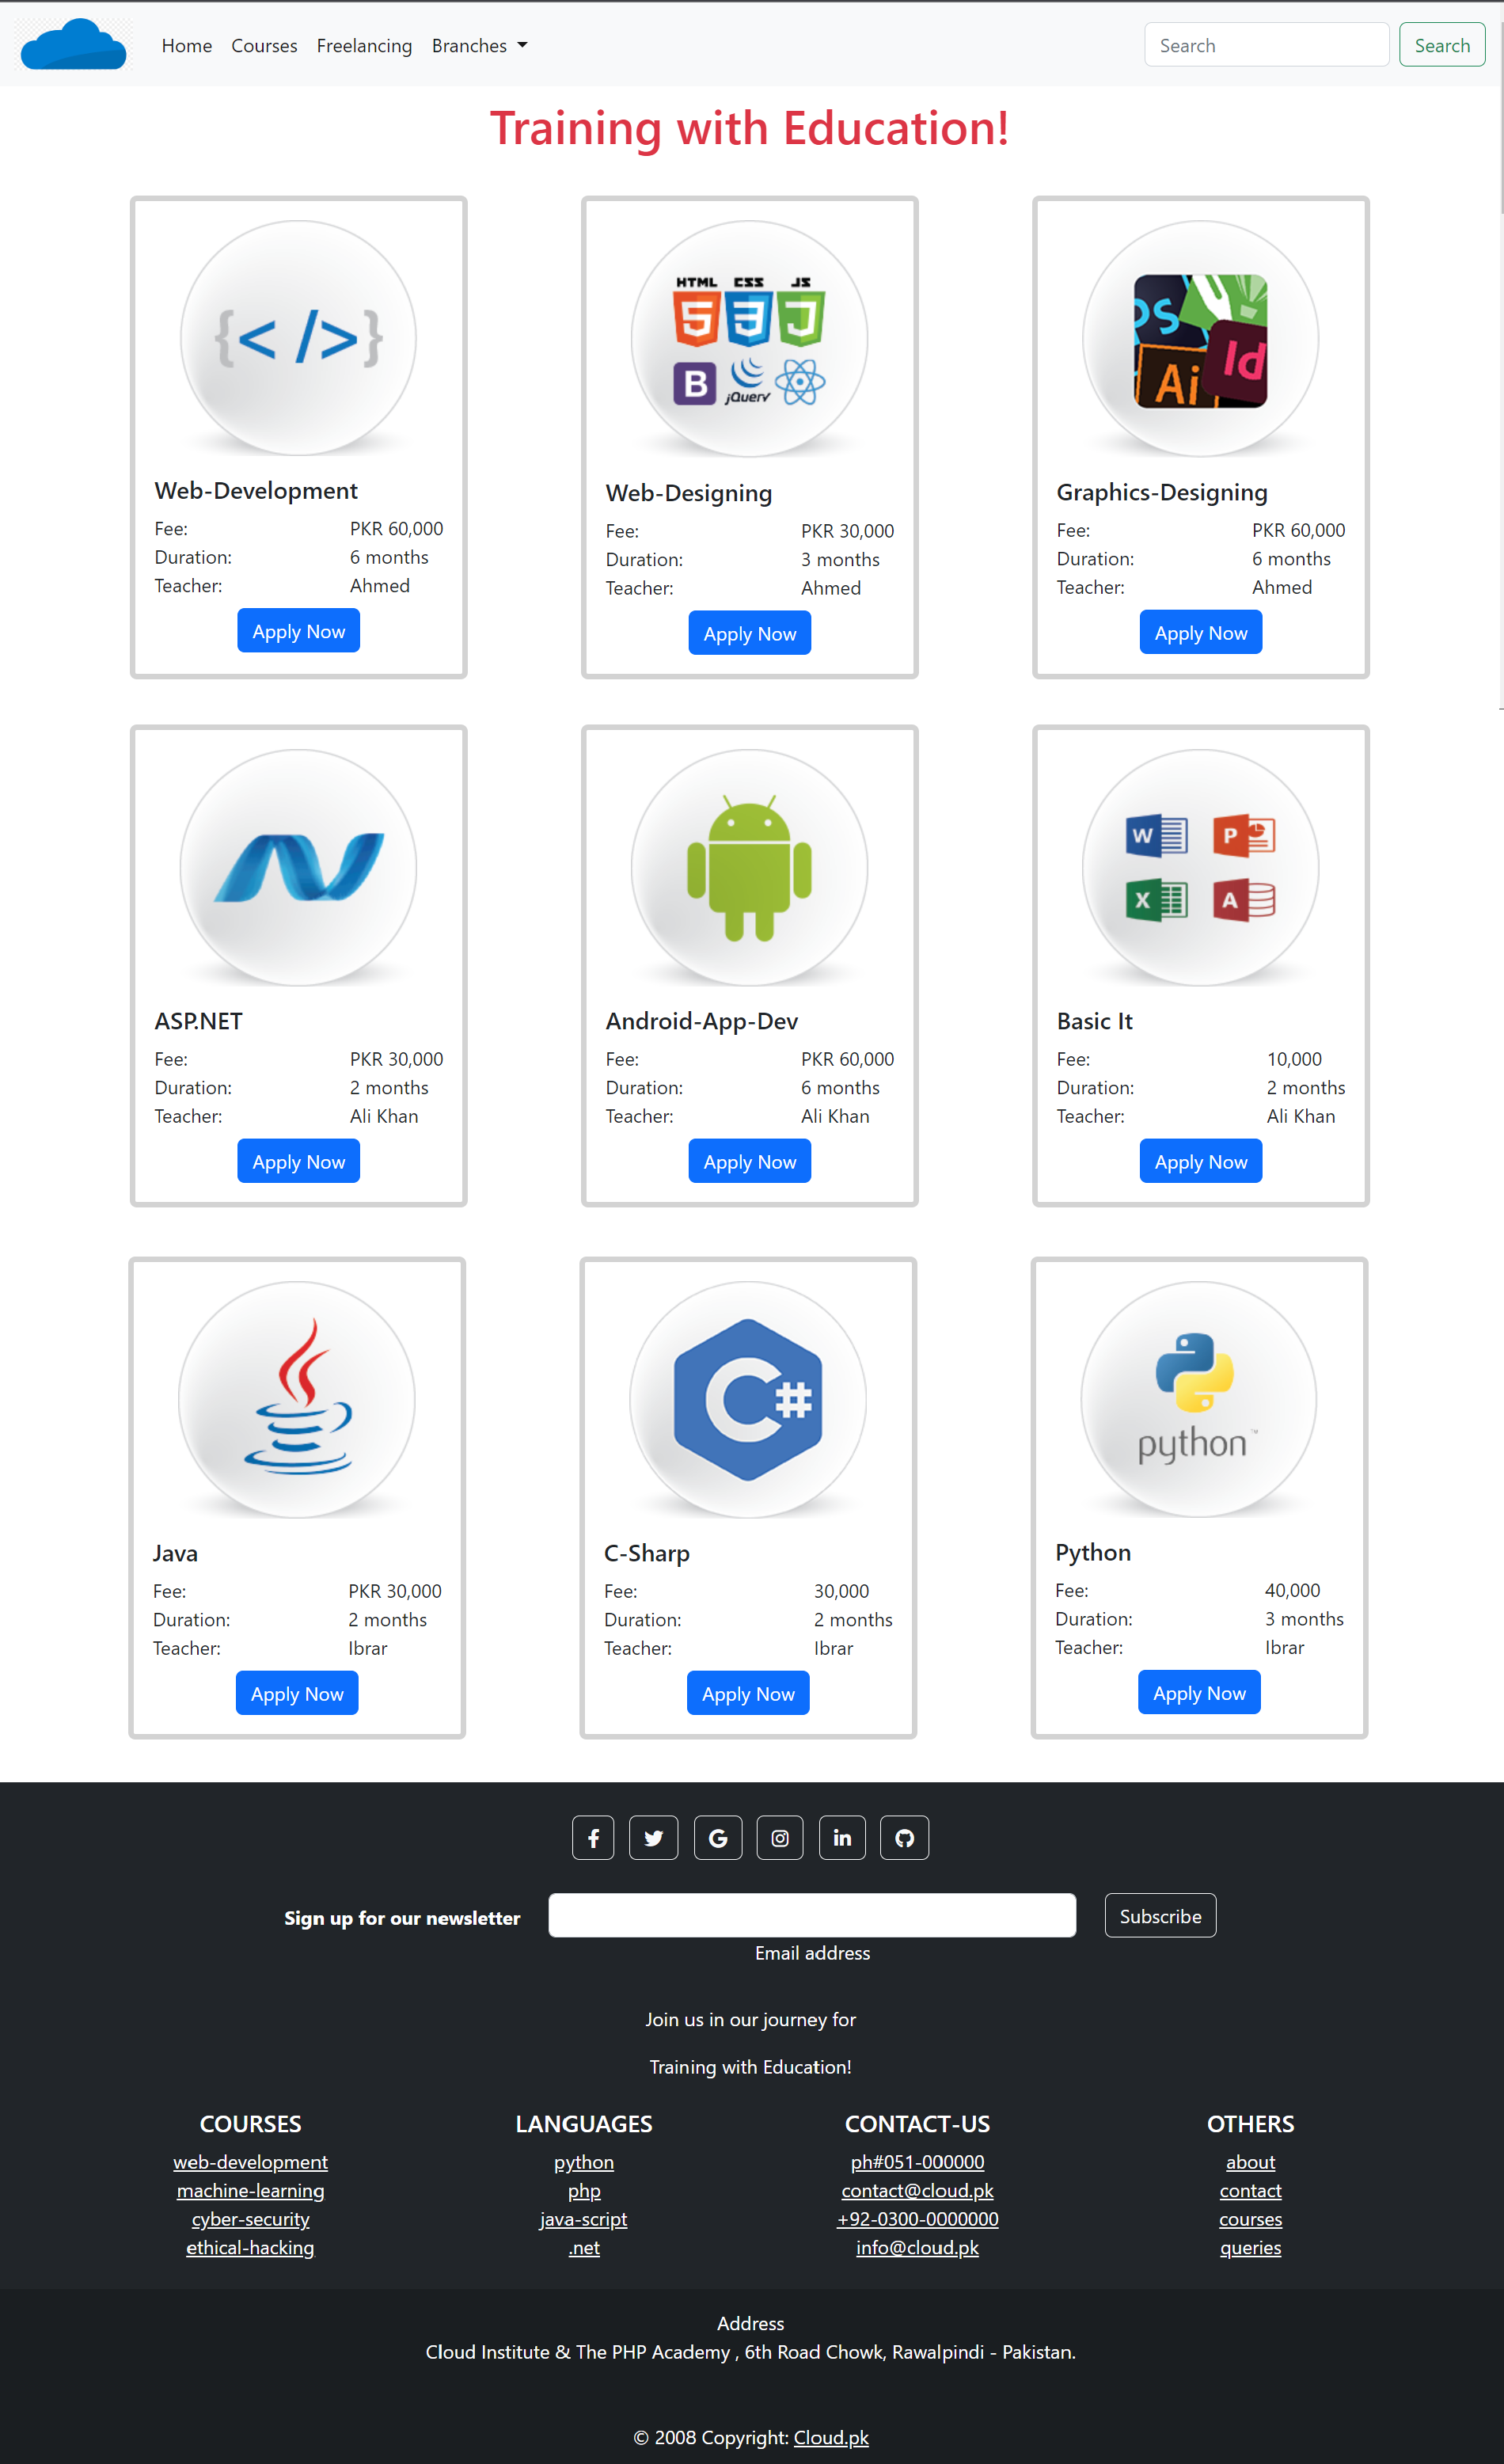 Home Courses Freelancing Branches Search Search
Training with Education!
{< />}
Web-Development
Fee: PKR 60,000
Duration: 6 months
Teacher: Ahmed
Apply Now
HTML CSS JS
5 3 J
B jQuery
Web-Designing
Fee: PKR 30,000
Duration: 3 months
Teacher: Ahmed
Apply Now
Ps
Ai Id
Graphics-Designing
Fee: PKR 60,000
Duration: 6 months
Teacher: Ahmed
Apply Now
ASP.NET
Fee: PKR 30,000
Duration: 2 months
Teacher: Ali Khan
Apply Now
Android-App-Dev
Fee: PKR 60,000
Duration: 6 months
Teacher: Ali Khan
Apply Now
W P
X A
Basic It
Fee: 10,000
Duration: 2 months
Teacher: Ali Khan
Apply Now
Java
Fee: PKR 30,000
Duration: 2 months
Teacher: Ibrar
Apply Now
C#
C-Sharp
Fee: 30,000
Duration: 2 months
Teacher: Ibrar
Apply Now
python™
Python
Fee: 40,000
Duration: 3 months
Teacher: Ibrar
Apply Now
f G in
Sign up for our newsletter Subscribe
Email address
Join us in our journey for
Training with Education!
COURSES
web-development
machine-learning
cyber-security
ethical-hacking
LANGUAGES
python
php
java-script
.net
CONTACT-US
ph#051-000000
contact@cloud.pk
+92-0300-0000000
info@cloud.pk
OTHERS
about
contact
courses
queries
Address
Cloud Institute & The PHP Academy , 6th Road Chowk, Rawalpindi - Pakistan.
© 2008 Copyright: Cloud.pk